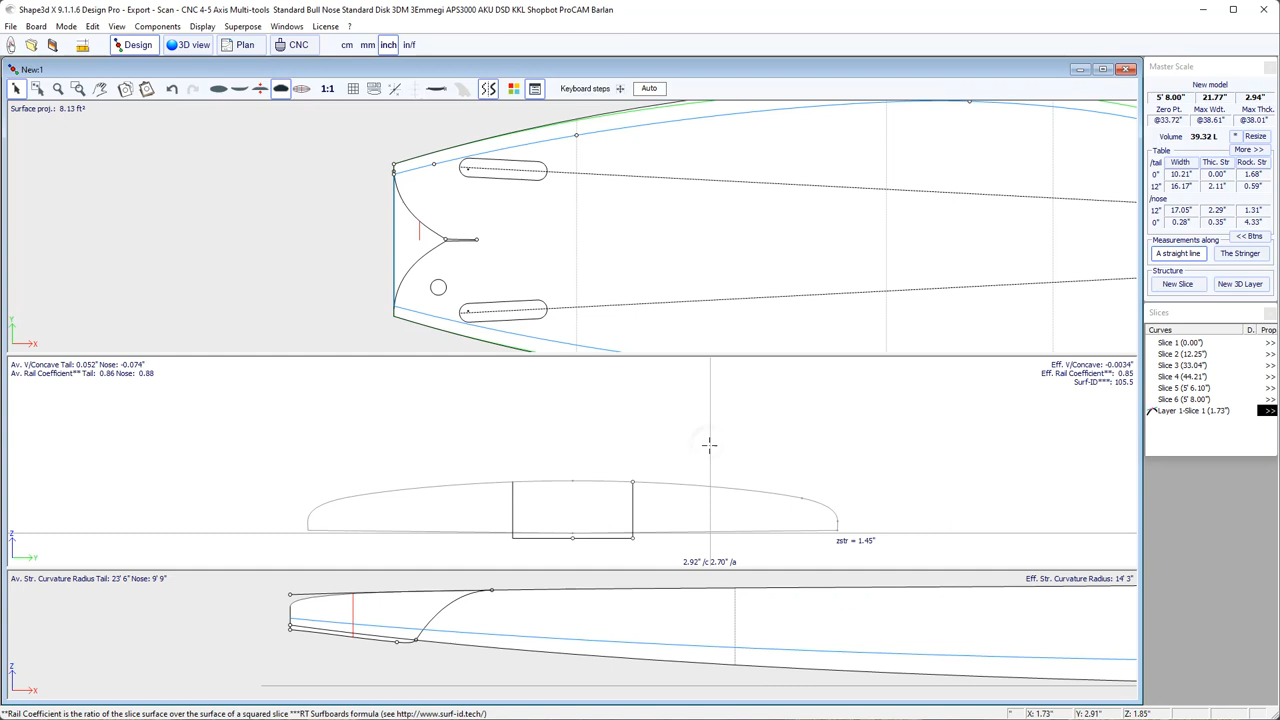 Shape3d X 9.1.1.6 Design Pro - Export - Scan - CNC 4-5 Axis Multi-tools  Standard Bull Nose Standard Disk 3DM 3Emmegi APS3000 AKU DSD KKL Shopbot ProCAM Barlan
File Board Mode Edit View Components Display Superpose Windows License ?
Design 3D view Plan CNC cm mm inch in/f
New:1
1:1 Keyboard steps Auto
Surface proj.: 8.13 ft²
Av. V/Concave Tail: 0.052" Nose: -0.074"
Av. Rail Coefficient** Tail:  0.86 Nose: 0.88
Eff. V/Concave: -0.0034"
Eff. Rail Coefficient**: 0.85
Surf-ID***: 105.5
zstr = 1.45"
2.92" /c 2.70" /a
Av. Str. Curvature Radius Tail: 23' 6" Nose: 9' 9"
Eff. Str. Curvature Radius: 14' 3"
Master Scale
New model
5' 8.00" 21.77" 2.94"
Zero Pt. Max Wdt. Max Thck.
@33.72" @38.61" @38.01"
Volume 39.32 L * Resize
Table More >>
/tail Width Thic. Str Rock. Str
0" 10.21" 0.00" 1.68"
12" 16.17" 2.11" 0.59"
/nose
12" 17.05" 2.29" 1.31"
0" 0.28" 0.35" 4.33"
<< Btns
Measurements along
A straight line The Stringer
Structure
New Slice New 3D Layer
Slices
Curves D. Prop
Slice 1 (0.00") >>
Slice 2 (12.25") >>
Slice 3 (33.04") >>
Slice 4 (44.21") >>
Slice 5 (5' 6.10") >>
Slice 6 (5' 8.00") >>
Layer 1-Slice 1 (1.73") >>
Y
X
Z
Y
Z
X
**Rail Coefficient is the ratio of the slice surface over the surface of a squared slice ***RT Surfboards formula (see http://www.surf-id.tech/)
" X: 1.73" Y: 2.91" Z: 1.85"